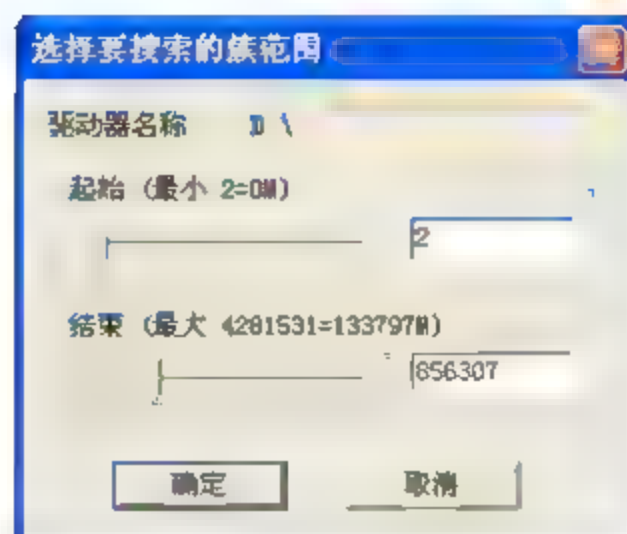 选择要搜索的簇范围
驱动器名称 D \
起始 (最小 2=0M)
2
结束 (最大 4281531=133797M)
856307
确定 取消